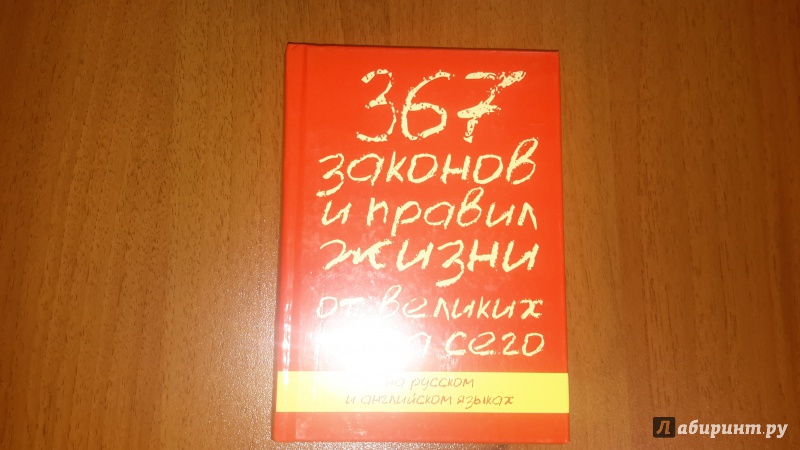 367
законов
и правил
жизни
от великих
сего
на русском
и английском языках
Лабиринт.ру